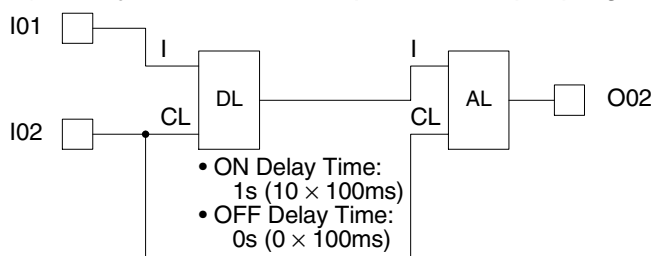 I01
I
I
DL
AL
O02
CL
CL
I02
• ON Delay Time:
1s (10 × 100ms)
• OFF Delay Time:
0s (0 × 100ms)